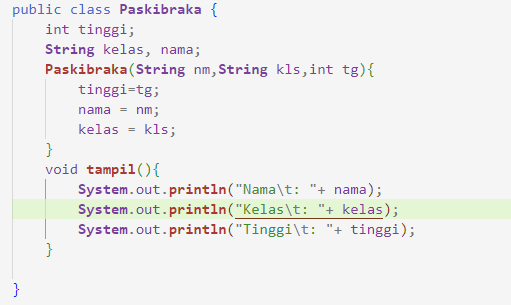 public class Paskibraka {
    int tinggi;
    String kelas, nama;
    Paskibraka(String nm,String kls,int tg){
        tinggi=tg;
        nama = nm;
        kelas = kls;
    }
    void tampil(){
        System.out.println("Nama\t: "+ nama);
        System.out.println("Kelas\t: "+ kelas);
        System.out.println("Tinggi\t: "+ tinggi);
    }
}